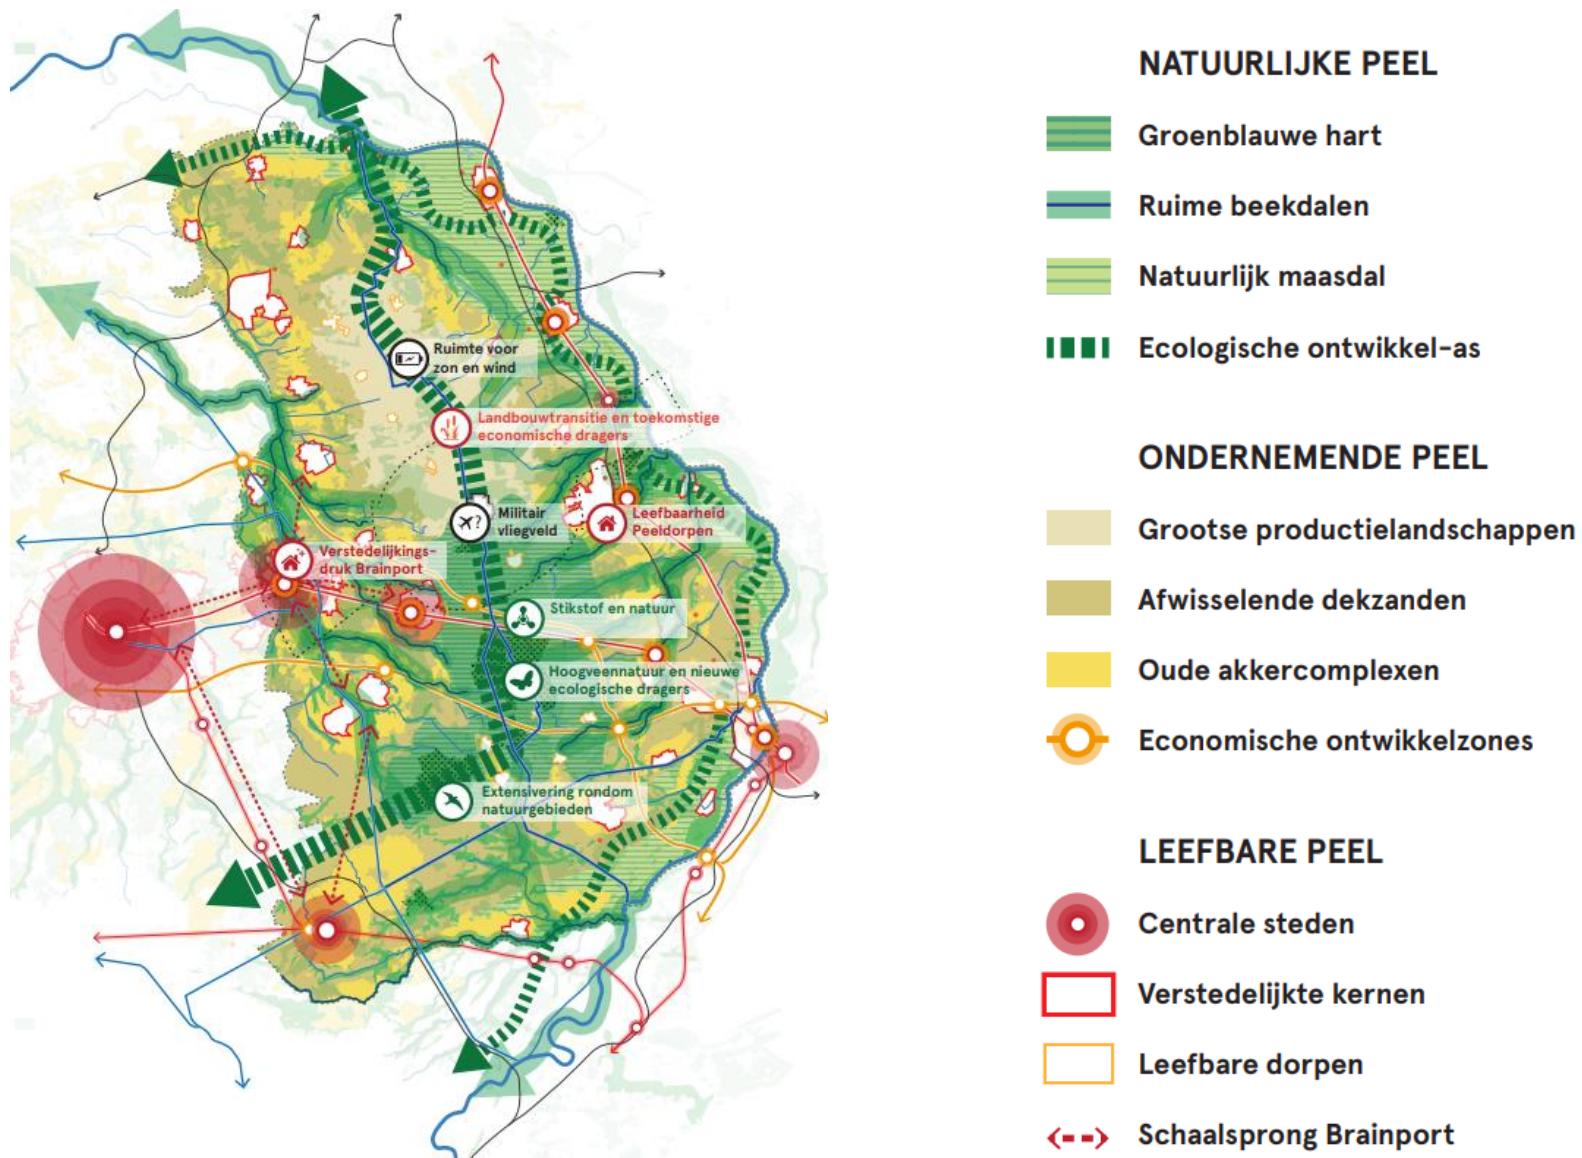 Ruimte voor
zon en wind
Landbouwtransitie en toekomstige
economische dragers
Militair
vliegveld
?
Leefbaarheid
Peeldorpen
Verstedelijkings-
druk Brainport
Stikstof en natuur
Hoogveennatuur en nieuwe
ecologische dragers
Extensivering rondom
natuurgebieden
NATUURLIJKE PEEL
Groenblauwe hart
Ruime beekdalen
Natuurlijk maasdal
Ecologische ontwikkel-as
ONDERNEMENDE PEEL
Grootse productielandschappen
Afwisselende dekzanden
Oude akkercomplexen
Economische ontwikkelzones
LEEFBARE PEEL
Centrale steden
Verstedelijkte kernen
Leefbare dorpen
Schaalsprong Brainport